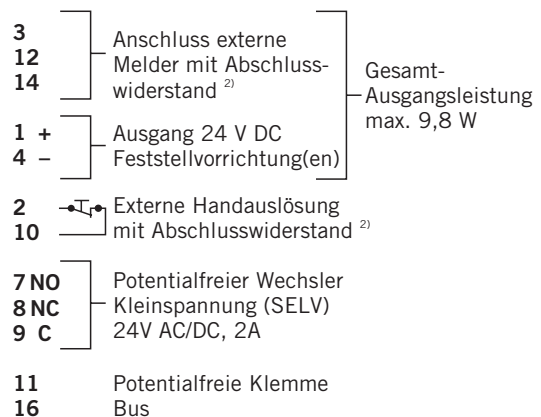 3
12
14
Anschluss externe
Melder mit Abschluss-
widerstand 2)
1 +
4 –
Ausgang 24 V DC
Feststellvorrichtung(en)
Gesamt-
Ausgangsleistung
max. 9,8 W
2
10
Externe Handauslösung
mit Abschlusswiderstand 2)
7 NO
8 NC
9 C
Potentialfreier Wechsler
Kleinspannung (SELV)
24V AC/DC, 2A
11 Potentialfreie Klemme
16 Bus